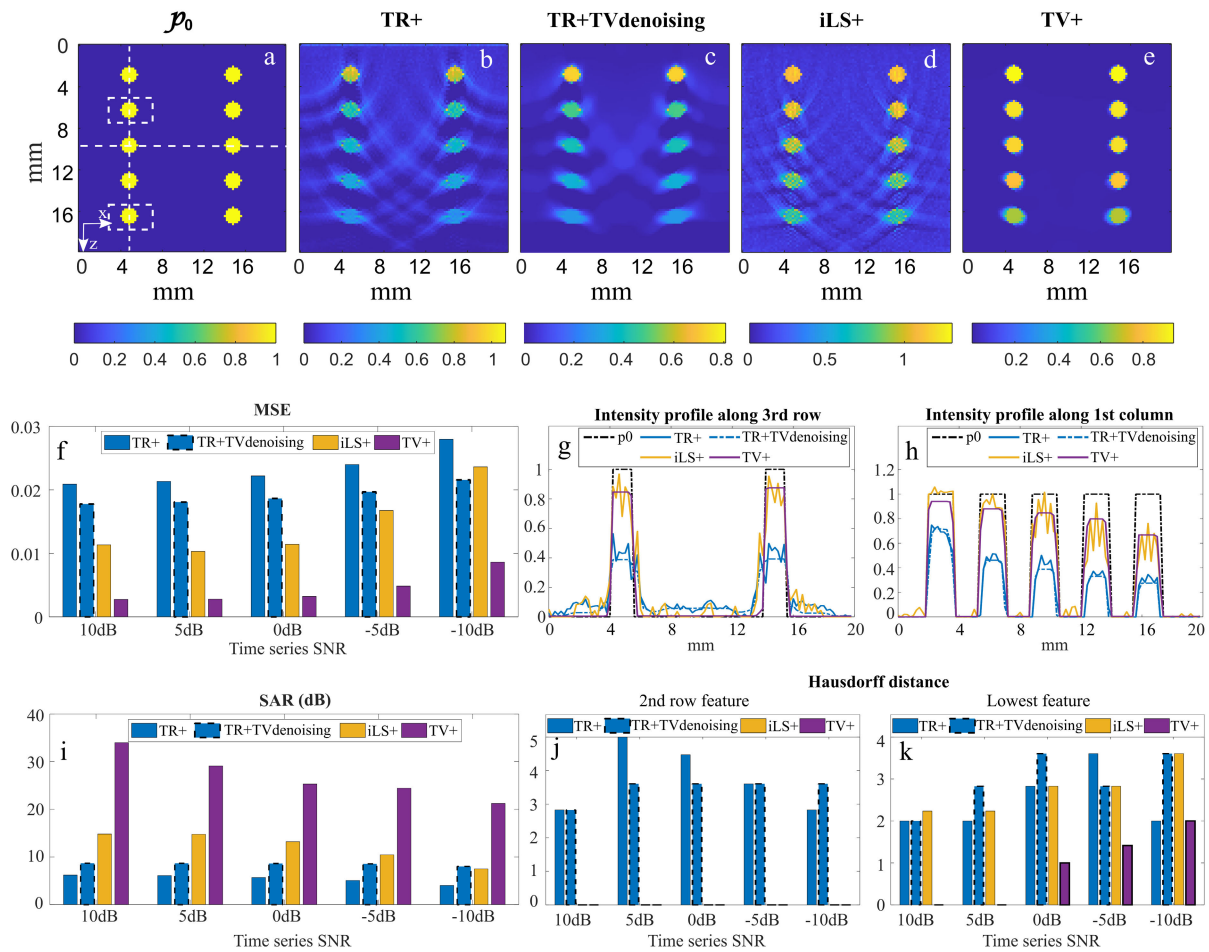 𝓅₀ TR+ TR+TVdenoising iLS+ TV+
0 4 8 12 16
mm
a b c d e
x
z
0 4 8 12 16
0 4 8 12 16
0 4 8 12 16
0 4 8 12 16
0 4 8 12 16
mm mm mm mm mm
0 0.2 0.4 0.6 0.8 1
0 0.2 0.4 0.6 0.8 1
0 0.2 0.4 0.6 0.8
0 0.5 1
0.2 0.4 0.6 0.8
MSE
f
TR+ TR+TVdenoising iLS+ TV+
0.03
0.02
0.01
0
10dB 5dB 0dB -5dB -10dB
Time series SNR
Intensity profile along 3rd row
g
p0 TR+ TR+TVdenoising
iLS+ TV+
1
0.8
0.6
0.4
0.2
0
0 4 8 12 16 20
mm
Intensity profile along 1st column
h
p0 TR+ TR+TVdenoising
iLS+ TV+
1.2
1
0.8
0.6
0.4
0.2
0
0 4 8 12 16 20
mm
SAR (dB)
i
TR+ TR+TVdenoising iLS+ TV+
40
30
20
10
0
10dB 5dB 0dB -5dB -10dB
Time series SNR
Hausdorff distance
2nd row feature
j
TR+ TR+TVdenoising iLS+ TV+
5
4
3
2
1
0
10dB 5dB 0dB -5dB -10dB
Time series SNR
Lowest feature
k
TR+ TR+TVdenoising iLS+ TV+
4
3
2
1
0
10dB 5dB 0dB -5dB -10dB
Time series SNR